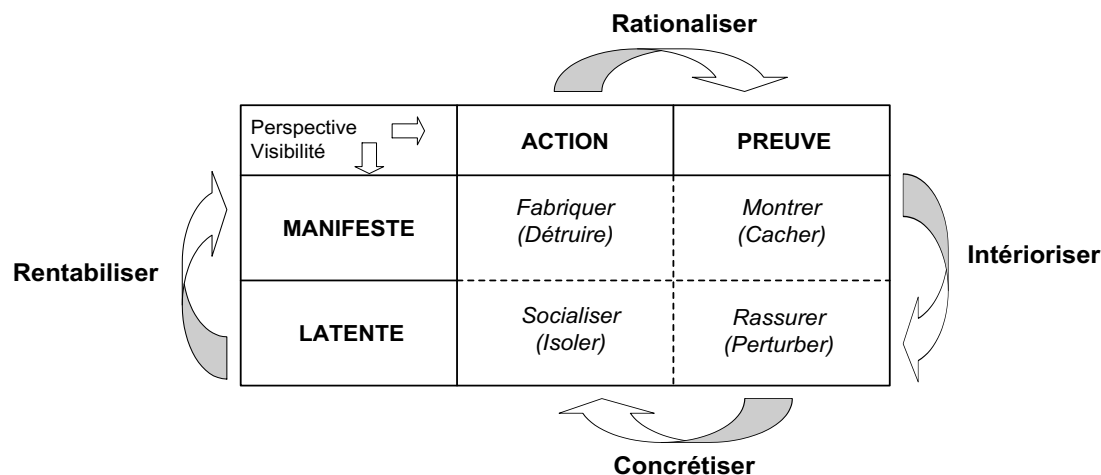 Rationaliser
Perspective
Visibilité
ACTION
PREUVE
MANIFESTE
Fabriquer
(Détruire)
Montrer
(Cacher)
Rentabiliser
Intérioriser
LATENTE
Socialiser
(Isoler)
Rassurer
(Perturber)
Concrétiser